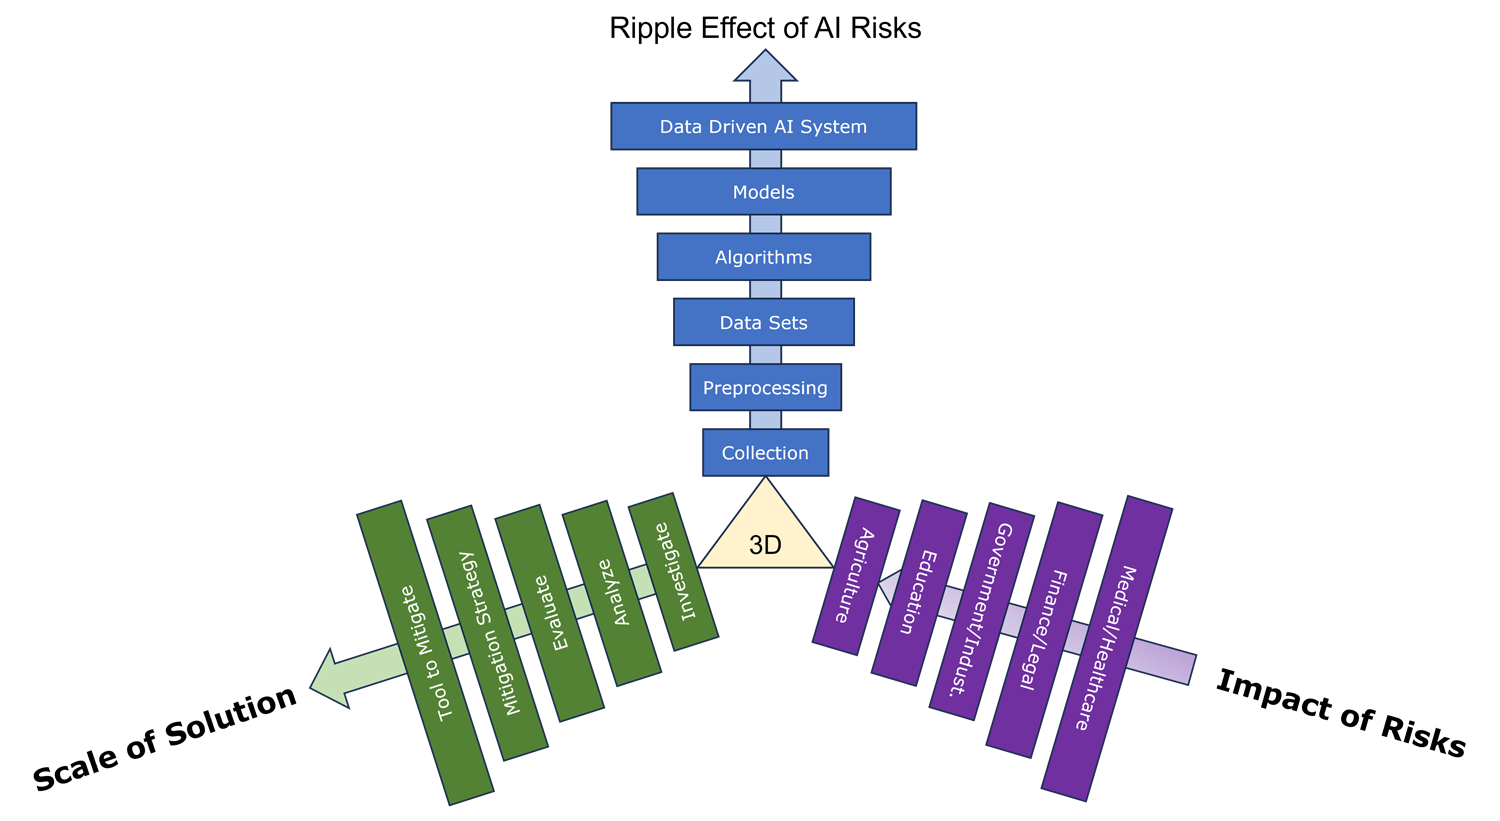 Ripple Effect of AI Risks
Data Driven AI System
Models
Algorithms
Data Sets
Preprocessing
Collection
3D
Tool to Mitigate
Mitigation Strategy
Evaluate
Analyze
Investigate
Scale of Solution
Agriculture
Education
Government/Indust.
Finance/Legal
Medical/Healthcare
Impact of Risks